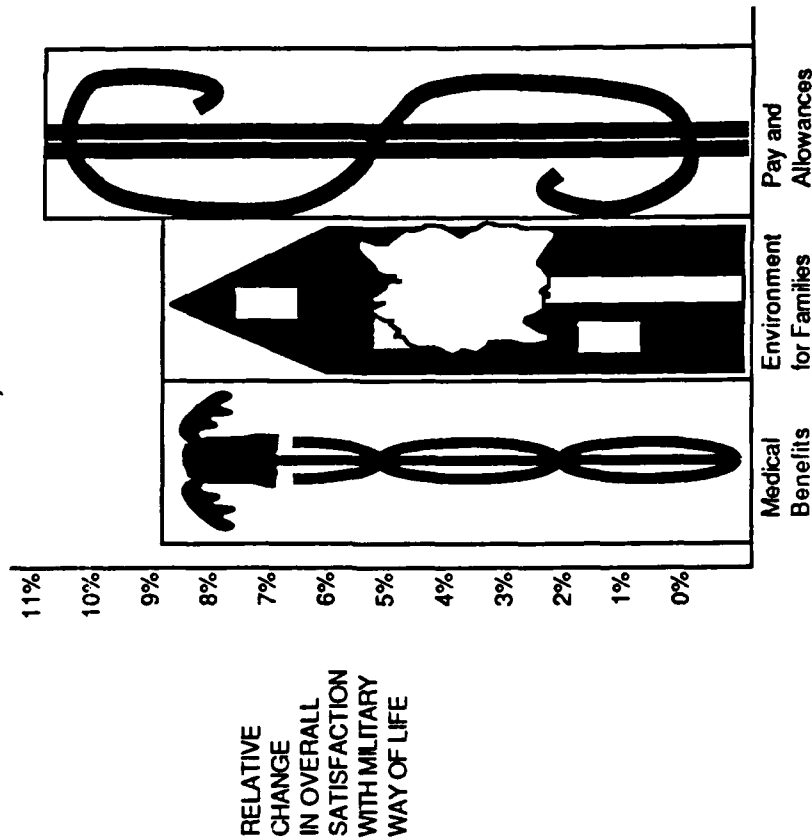 RELATIVE
CHANGE
IN OVERALL
SATISFACTION
WITH MILITARY
WAY OF LIFE
11%
10%
9%
8%
7%
6%
5%
4%
3%
2%
1%
0%
Medical
Benefits
Environment
for Families
Pay and
Allowances